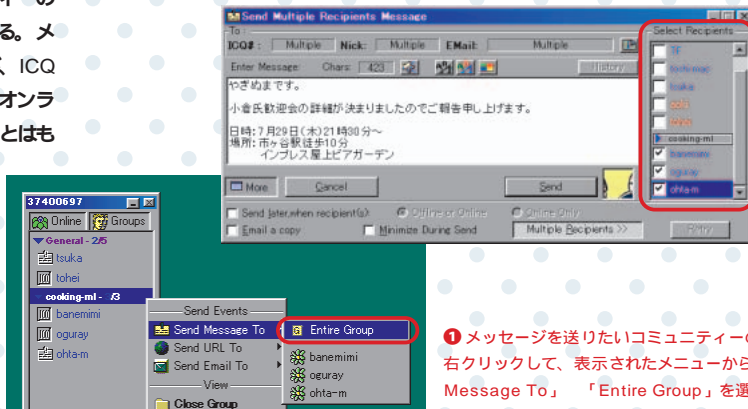 る。 メ
、 ICQ
オンラ
とはも
Send Multiple Recipients Message
To:
ICQ#: Multiple Nick: Multiple EMail: Multiple
Enter Message: Chars: 423 History
やぎぬまです。
小倉氏歓迎会の詳細が決まりましたのでご報告申し上げます。
日時:7月29日(木)21時30分~
場所:市ヶ谷駅徒歩10分
インプレス屋上ビアガーデン
More Cancel Send
Send later,when recipient(s): Offline or Online Online Only
Email a copy Minimize During Send Multiple Recipients >> Retry
Select Recipients
TF
tsuka
cooking-ml
banemimi
oguray
ohta-m
37400697
Online Groups
General - 2/5
tsuka
tohei
cooking-ml - /3
banemimi
oguray
ohta-m
Send Events
Send Message To
Send URL To
Send Email To
View
Close Group
Entire Group
banemimi
oguray
ohta-m
❶ メッセージを送りたいコミュニティーの
右クリックして、表示されたメニューから
Message To」 「Entire Group」を選